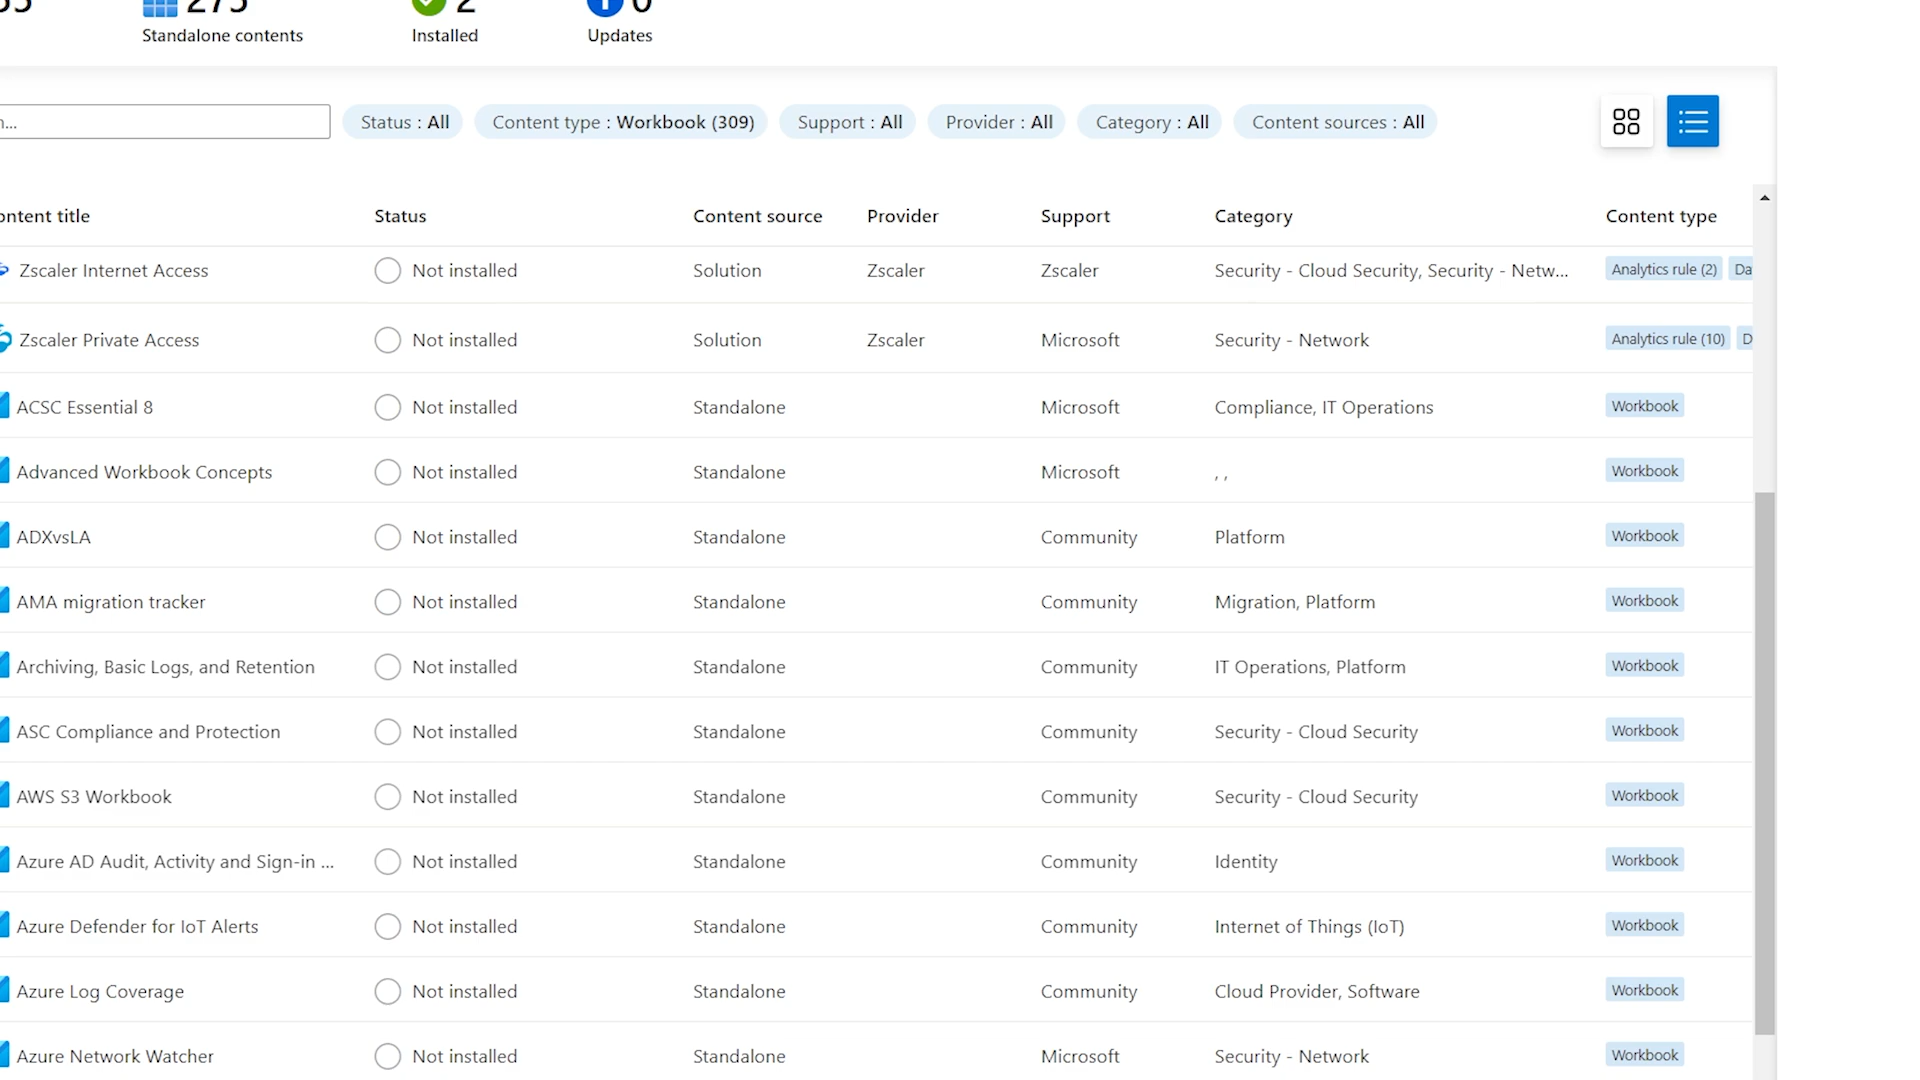 275 2 0
Standalone contents Installed Updates
Status : All Content type : Workbook (309) Support : All Provider : All Category : All Content sources : All
Status Content source Provider Support Category Content type
title
Zscaler Internet Access Not installed Solution Zscaler Zscaler Security - Cloud Security, Security - Netw... Analytics rule (2)
Zscaler Private Access Not installed Solution Zscaler Microsoft Security - Network Analytics rule (10)
ACSC Essential 8 Not installed Standalone Microsoft Compliance, IT Operations Workbook
Advanced Workbook Concepts Not installed Standalone Microsoft , , Workbook
ADXvsLA Not installed Standalone Community Platform Workbook
AMA migration tracker Not installed Standalone Community Migration, Platform Workbook
Archiving, Basic Logs, and Retention Not installed Standalone Community IT Operations, Platform Workbook
ASC Compliance and Protection Not installed Standalone Community Security - Cloud Security Workbook
AWS S3 Workbook Not installed Standalone Community Security - Cloud Security Workbook
Azure AD Audit, Activity and Sign-in ... Not installed Standalone Community Identity Workbook
Azure Defender for IoT Alerts Not installed Standalone Community Internet of Things (IoT) Workbook
Azure Log Coverage Not installed Standalone Community Cloud Provider, Software Workbook
Azure Network Watcher Not installed Standalone Microsoft Security - Network Workbook